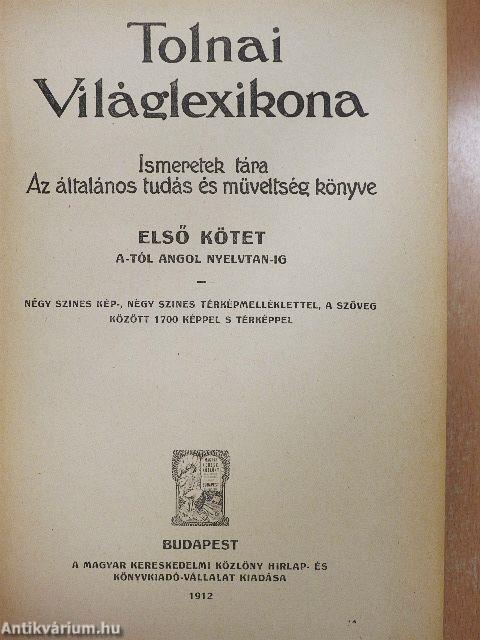 Tolnai
Világlexikona
Ismeretek tára
Az általános tudás és műveltség könyve
ELSŐ KÖTET
A-TÓL ANGOL NYELVTAN-IG
NÉGY SZINES KÉP-, NÉGY SZINES TÉRKÉPMELLÉKLETTEL, A SZÖVEG
KÖZÖTT 1700 KÉPPEL S TÉRKÉPPEL
BUDAPEST
A MAGYAR KERESKEDELMI KÖZLÖNY HIRLAP- ÉS
KÖNYVKIADÓ-VÁLLALAT KIADÁSA
1912
Antikvárium.hu